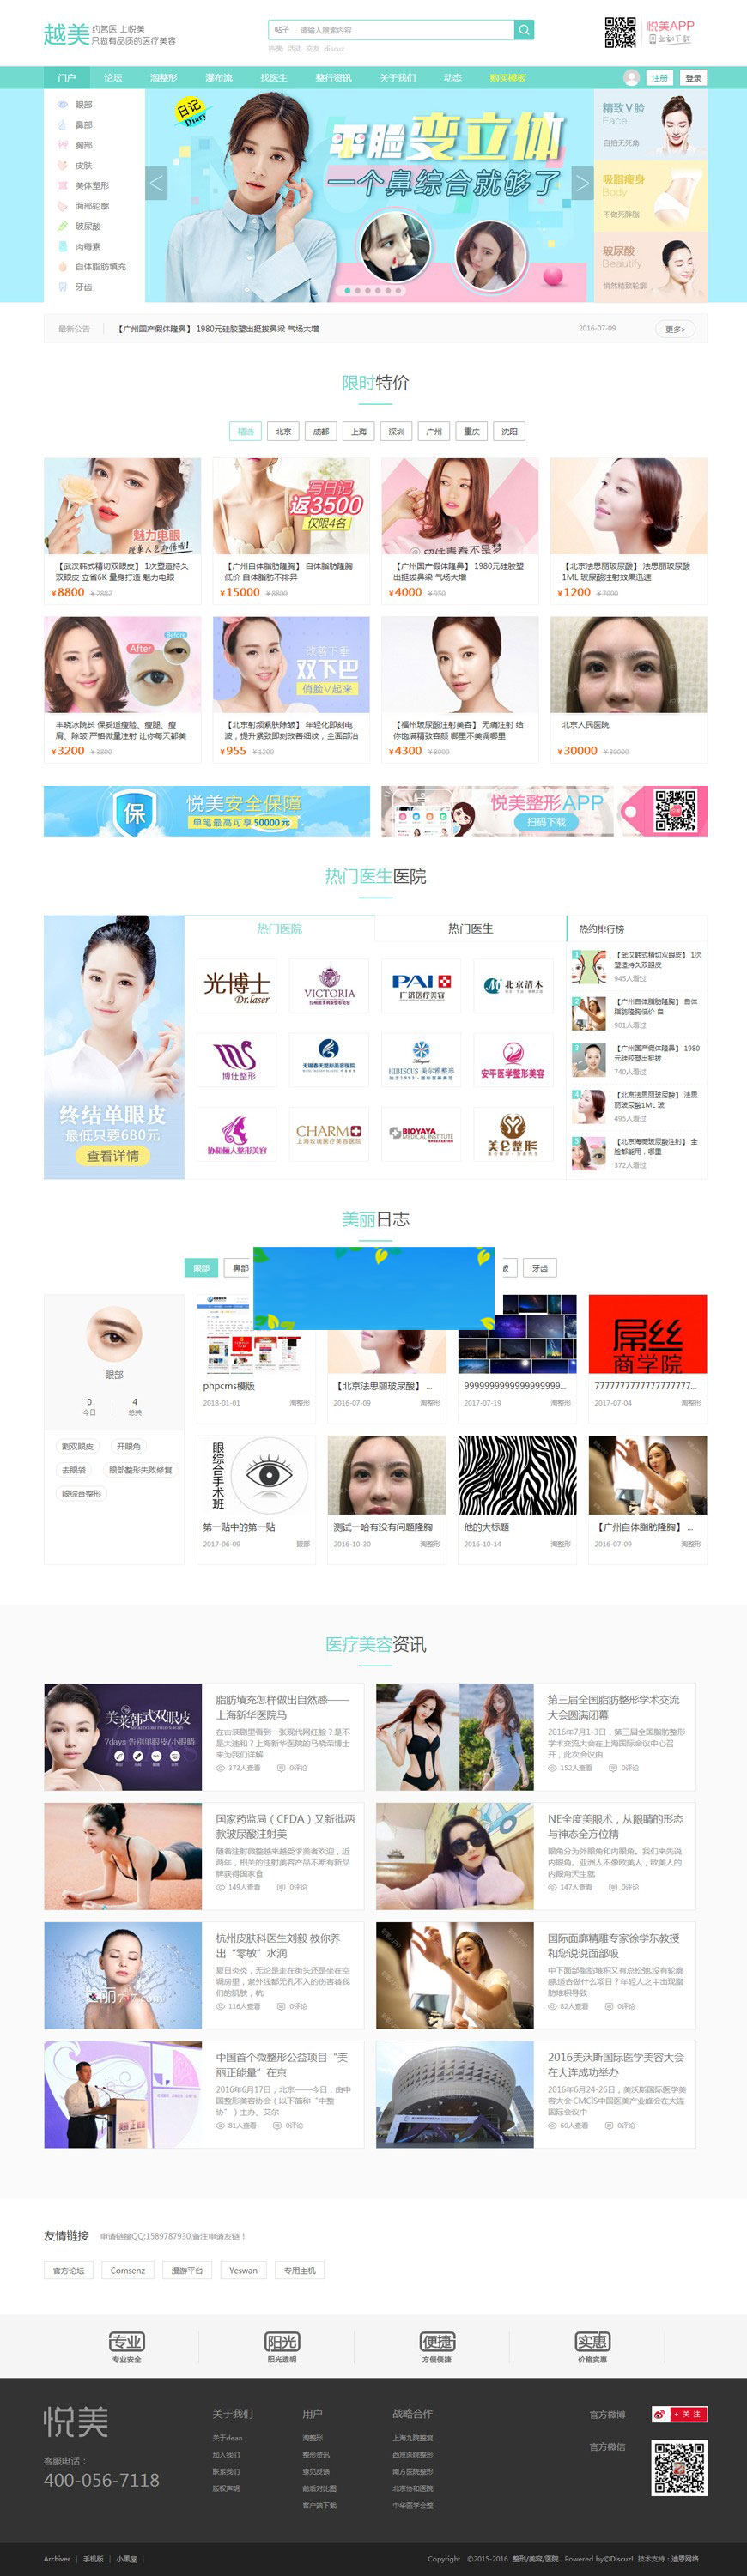 越美
约名医 上悦美
只做有品质的医疗美容
帖子 请输入搜索内容
热搜: 活动 交友 discuz
悦美APP
立即下载
门户 论坛 淘整形 瀑布流 找医生 整行资讯 关于我们 动态 购买模板 注册 登录
眼部
鼻部
胸部
皮肤
美体塑形
面部轮廓
玻尿酸
肉毒素
自体脂肪填充
牙齿
日记
Diary
平脸变立体
一个鼻综合就够了
精致V脸
Face
自拍无死角
吸脂瘦身
Body
不做死胖脂
玻尿酸
Beautify
悄然精致轮廓
最新公告 【广州国产假体隆鼻】 1980元硅胶塑出挺拔鼻梁 气场大增 2016-07-09 更多>
限时特价
精选 北京 成都 上海 深圳 广州 重庆 沈阳
魅力电眼
写日记
返3500
仅限4名
【武汉韩式精切双眼皮】 1次塑造持久
双眼皮 立省6K 量身打造 魅力电眼
¥8800 ¥2882
【广州自体脂肪隆胸】 自体脂肪隆胸
低价 自体脂肪不排异
¥15000 ¥8800
【广州国产假体隆鼻】 1980元硅胶塑
出挺拔鼻梁 气场大增
¥4000 ¥950
【北京法思丽玻尿酸】 法思丽玻尿酸
1ML 玻尿酸注射效果迅速
¥1200 ¥7000
After
Before
改善下垂
双下巴
俏脸V起来
丰晓冰院长 保妥适瘦脸、瘦腿、瘦
肩、除皱 严格微量注射 让你每天都美
¥3200 ¥3800
【北京射频紧肤除皱】 年轻化即刻电
波，提升紧致即刻改善细纹，全面部治
¥955 ¥1200
【福州玻尿酸注射美容】 无痛注射 给
你饱满精致容颜 哪里不美调哪里
¥4300 ¥8000
北京人民医院
¥30000 ¥80000
保
悦美安全保障
单笔最高可享50000元
悦美整形APP
扫码下载
热门医生医院
终结单眼皮
最低只要680元
查看详情
热门医院 热门医生 热约排行榜
光博士
Dr.laser
VICTORIA
PAI
广济医疗美容
北京清木
博仕整形
无锡春天整形美容医院
HIBISCUS 美尔雅整形
安平医学整形美容
协和丽人整形美容
CHARM
上海玫瑰医疗美容医院
BIOYAYA
MEDICAL INSTITUTE
美仑整形
1
【武汉韩式精切双眼皮】 1次
塑造持久双眼皮
945人看过
2
【广州自体脂肪隆胸】 自体
脂肪隆胸低价 自
901人看过
3
【广州国产假体隆鼻】 1980
元硅胶塑出挺拔
740人看过
4
【北京法思丽玻尿酸】 法思
丽玻尿酸1ML 玻
495人看过
5
【北京海薇玻尿酸注射】 全
脸都能用，哪里
372人看过
美丽日志
眼部 鼻部 牙齿
眼部
0 4
今日 总共
割双眼皮 开眼角
去眼袋 眼部整形失败修复
眼综合整形
phpcms模版
2018-01-01 淘整形
【北京法思丽玻尿酸】 ...
2016-07-09 淘整形
9999999999999999999...
2017-07-19 淘整形
屌丝
商学院
7777777777777777777...
2017-07-04 淘整形
眼综合手术班
第一贴中的第一贴
2017-06-09 眼部
测试一哈有没有问题隆胸
2016-10-30 淘整形
他的大标题
2016-10-14 淘整形
【广州自体脂肪隆胸】 ...
2016-07-09 淘整形
医疗美容资讯
美莱韩式双眼皮
7days 告别单眼皮/小眼睛
脂肪填充怎样做出自然感——
上海新华医院马
在古装剧里看到一张现代网红脸？是不
是太违和？上海新华医院的马晓荣博士
来为我们详解
373人查看 0评论
第三届全国脂肪整形学术交流
大会圆满闭幕
2016年7月1-3日，第三届全国脂肪整形
学术交流大会在上海国际会议中心召
开，此次会议由
152人查看 0评论
国家药监局（CFDA）又新批两
款玻尿酸注射美
随着注射微整越来越受求美者欢迎，近
两年，相关的注射美容产品不断有新品
牌获得国家食
149人查看 0评论
NE全度美眼术，从眼睛的形态
与神态全方位精
眼角分为外眼角和内眼角。我们来先说
内眼角。亚洲人不像欧美人，欧美人的
内眼角天生就
147人查看 0评论
杭州皮肤科医生刘毅 教你养
出“零敏”水润
夏日炎炎，无论是走在街头还是坐在空
调房里，紫外线都无孔不入的伤害着我
们的肌肤，杭
116人查看 0评论
国际面廓精雕专家徐学东教授
和您说说面部吸
中下面部脂肪堆积又有点松弛,没有轮廓
感,适合做什么项目？年轻人之中出现脂
肪堆积导致
82人查看 0评论
中国首个微整形公益项目“美
丽正能量”在京
2016年6月17日，北京——今日，由中
国整形美容协会（以下简称“中整
协”）主办、艾尔
81人查看 0评论
2016美沃斯国际医学美容大会
在大连成功举办
2016年6月24-26日，美沃斯国际医学美
容大会-CMCIS中国医美产业峰会在大连
国际会议中
60人查看 0评论
友情链接 申请链接QQ:1589787930,备注申请友链！
官方论坛 Comsenz 漫游平台 Yeswan 专用主机
专业 阳光 便捷 实惠
专业安全 阳光透明 方便便捷 价格实惠
悦美
客服电话：
400-056-7118
关于我们
关于dean
加入我们
联系我们
版权声明
用户
淘整形
整形资讯
意见反馈
前后对比图
客户端下载
战略合作
上海九院整复
西京医院整形
南方医院整形
北京协和医院
中华医学会整
官方微博 + 关注
官方微信
Archiver | 手机版 | 小黑屋 |
Copyright ©2015-2016 整形/美容/医院. Powered by©Discuz! 技术支持：迪恩网络